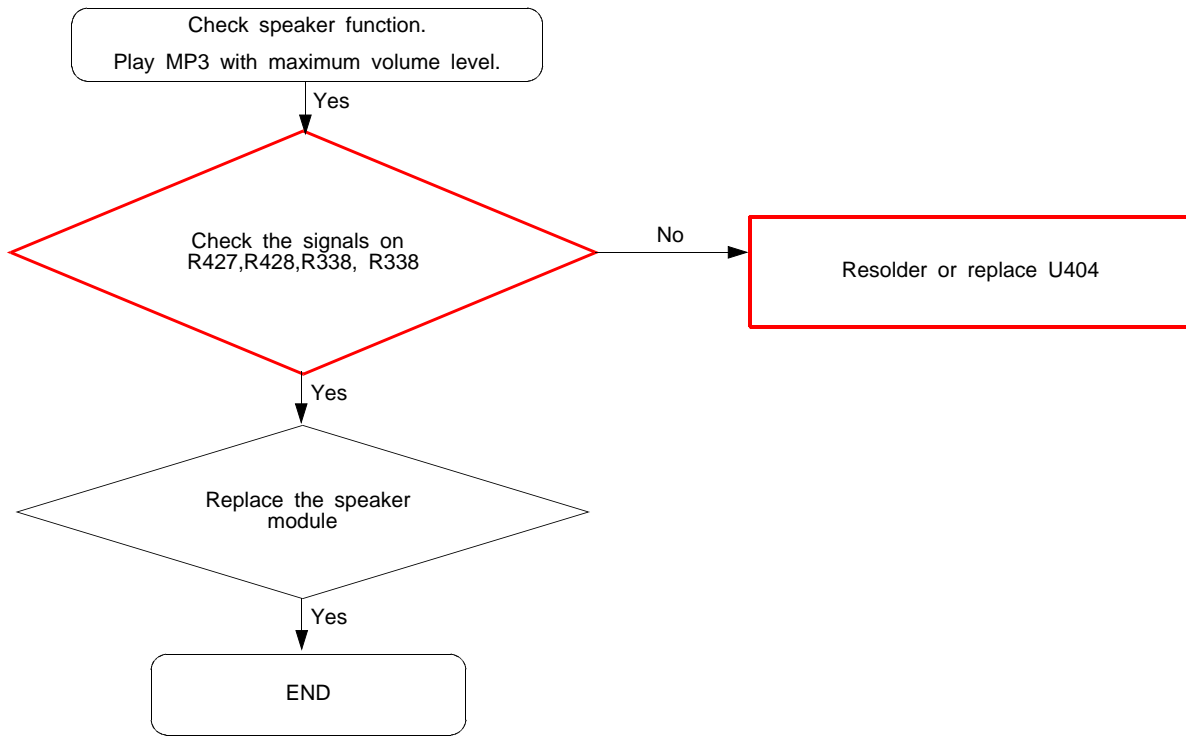 Check speaker function.
Play MP3 with maximum volume level.
Yes
Check the signals on
R427,R428,R338, R338
No
Resolder or replace U404
Yes
Replace the speaker
module
Yes
END